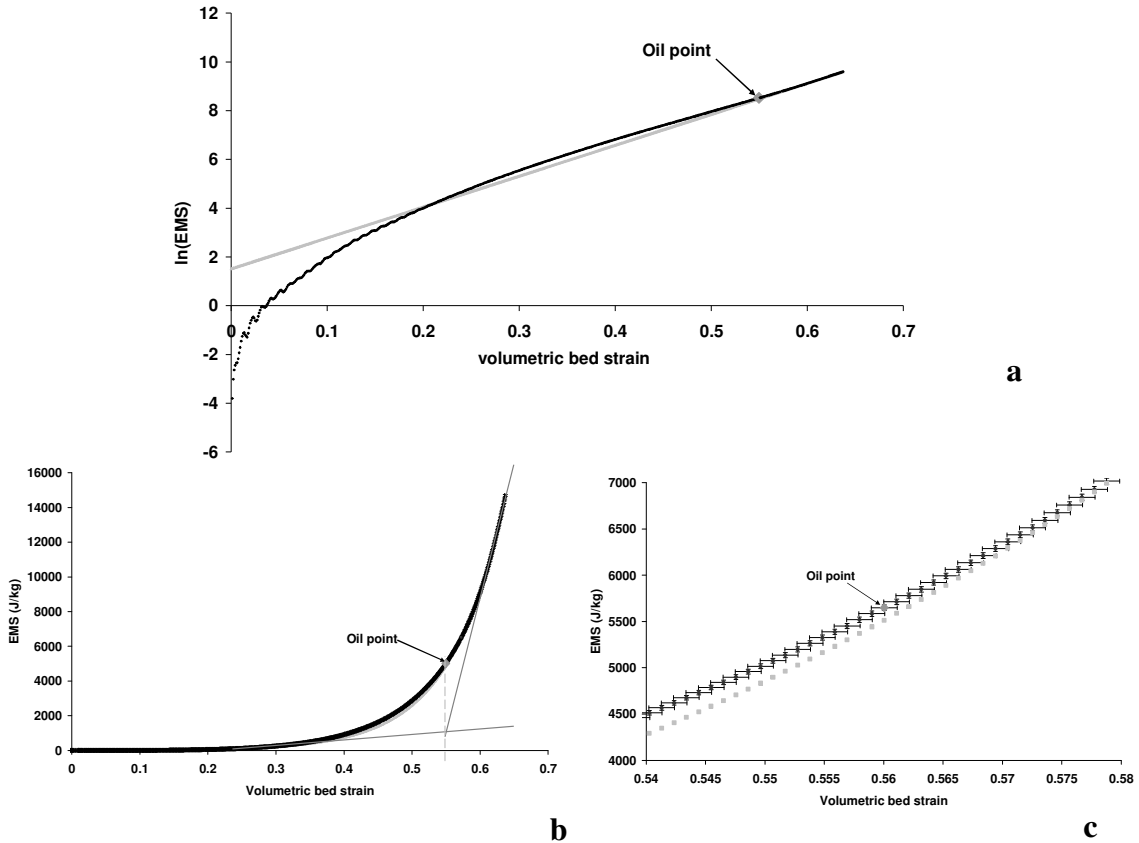 12
10
8
6
4
2
0
-2
-4
-6
ln(EMS)
Oil point
0 0.1 0.2 0.3 0.4 0.5 0.6 0.7
volumetric bed strain
a
16000
14000
12000
10000
8000
6000
4000
2000
0
EMS (J/kg)
Oil point
0 0.1 0.2 0.3 0.4 0.5 0.6 0.7
Volumetric bed strain
b
7000
6500
6000
5500
5000
4500
4000
EMS (J/kg)
Oil point
0.54 0.545 0.55 0.555 0.56 0.565 0.57 0.575 0.58
Volumetric bed strain
c